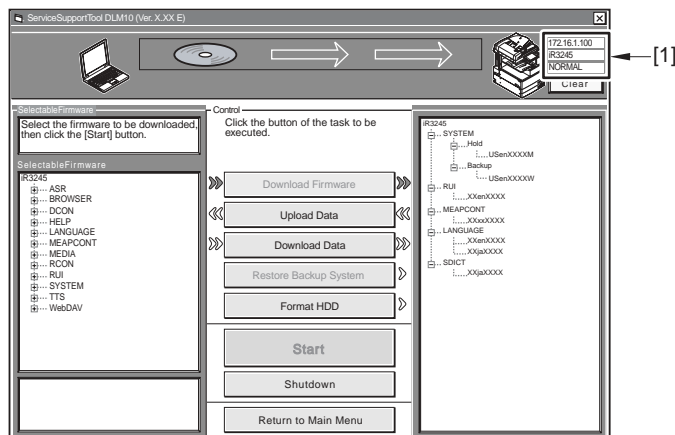 ServiceSupportTool DLM10 (Ver. X.XX E)
172.16.1.100
iR3245
NORMAL
[1]
Clear
SelectableFirmware
Select the firmware to be downloaded,
then click the [Start] button.
SelectableFirmware
iR3245
ASR
BROWSER
DCON
HELP
LANGUAGE
MEAPCONT
MEDIA
RCON
RUI
SYSTEM
TTS
WebDAV
Control
Click the button of the task to be
executed.
Download Firmware
Upload Data
Download Data
Restore Backup System
Format HDD
Start
Shutdown
Return to Main Menu
iR3245
SYSTEM
Hold
USenXXXXM
Backup
USenXXXXW
RUI
XXenXXXX
MEAPCONT
XXxxXXXX
LANGUAGE
XXenXXXX
XXjaXXXX
SDICT
XXjaXXXX